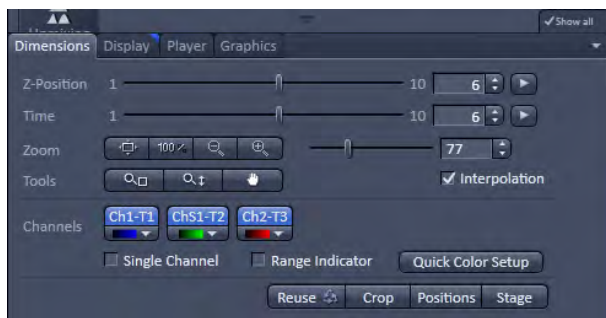 Show all
Dimensions Display Player Graphics
Z-Position 1 10 6
Time 1 10 6
Zoom 100% 77
Tools Interpolation
Channels Ch1-T1 ChS1-T2 Ch2-T3
Single Channel Range Indicator Quick Color Setup
Reuse Crop Positions Stage